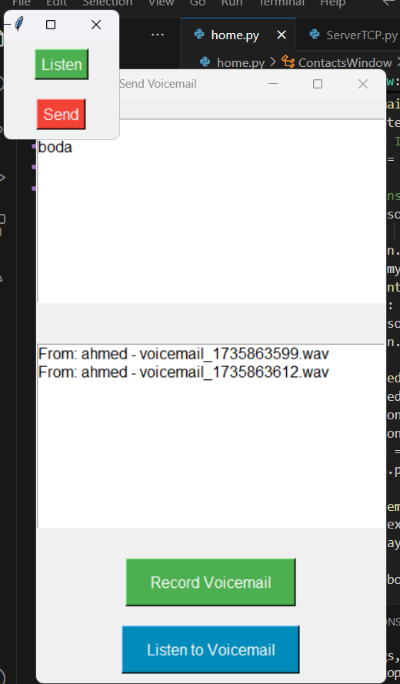 File Edit Selection View Go Run Terminal Help
home.py
ServerTCP.py
home.py > ContactsWindow
Listen
Send
Send Voicemail
boda
From: ahmed - voicemail_1735863599.wav
From: ahmed - voicemail_1735863612.wav
Record Voicemail
Listen to Voicemail